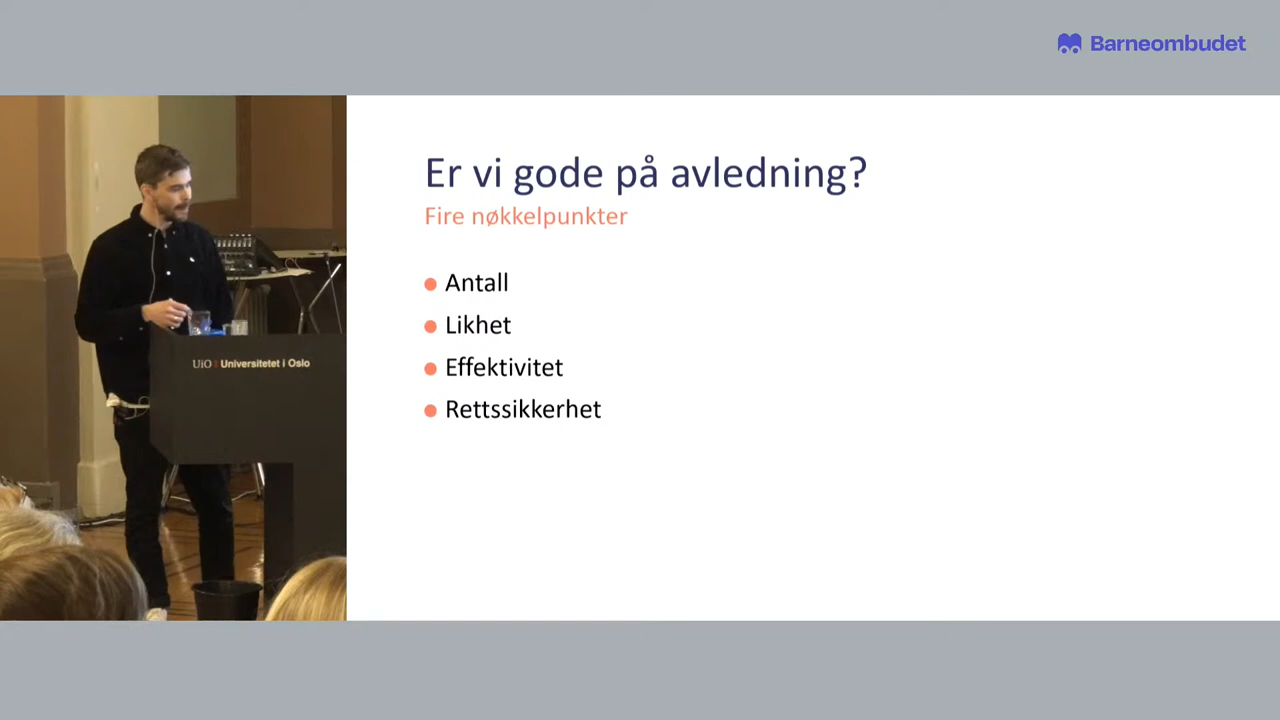 Barneombudet
Er vi gode på avledning?
Fire nøkkelpunkter
Antall
Likhet
Effektivitet
Rettssikkerhet
UiO Universitetet i Oslo